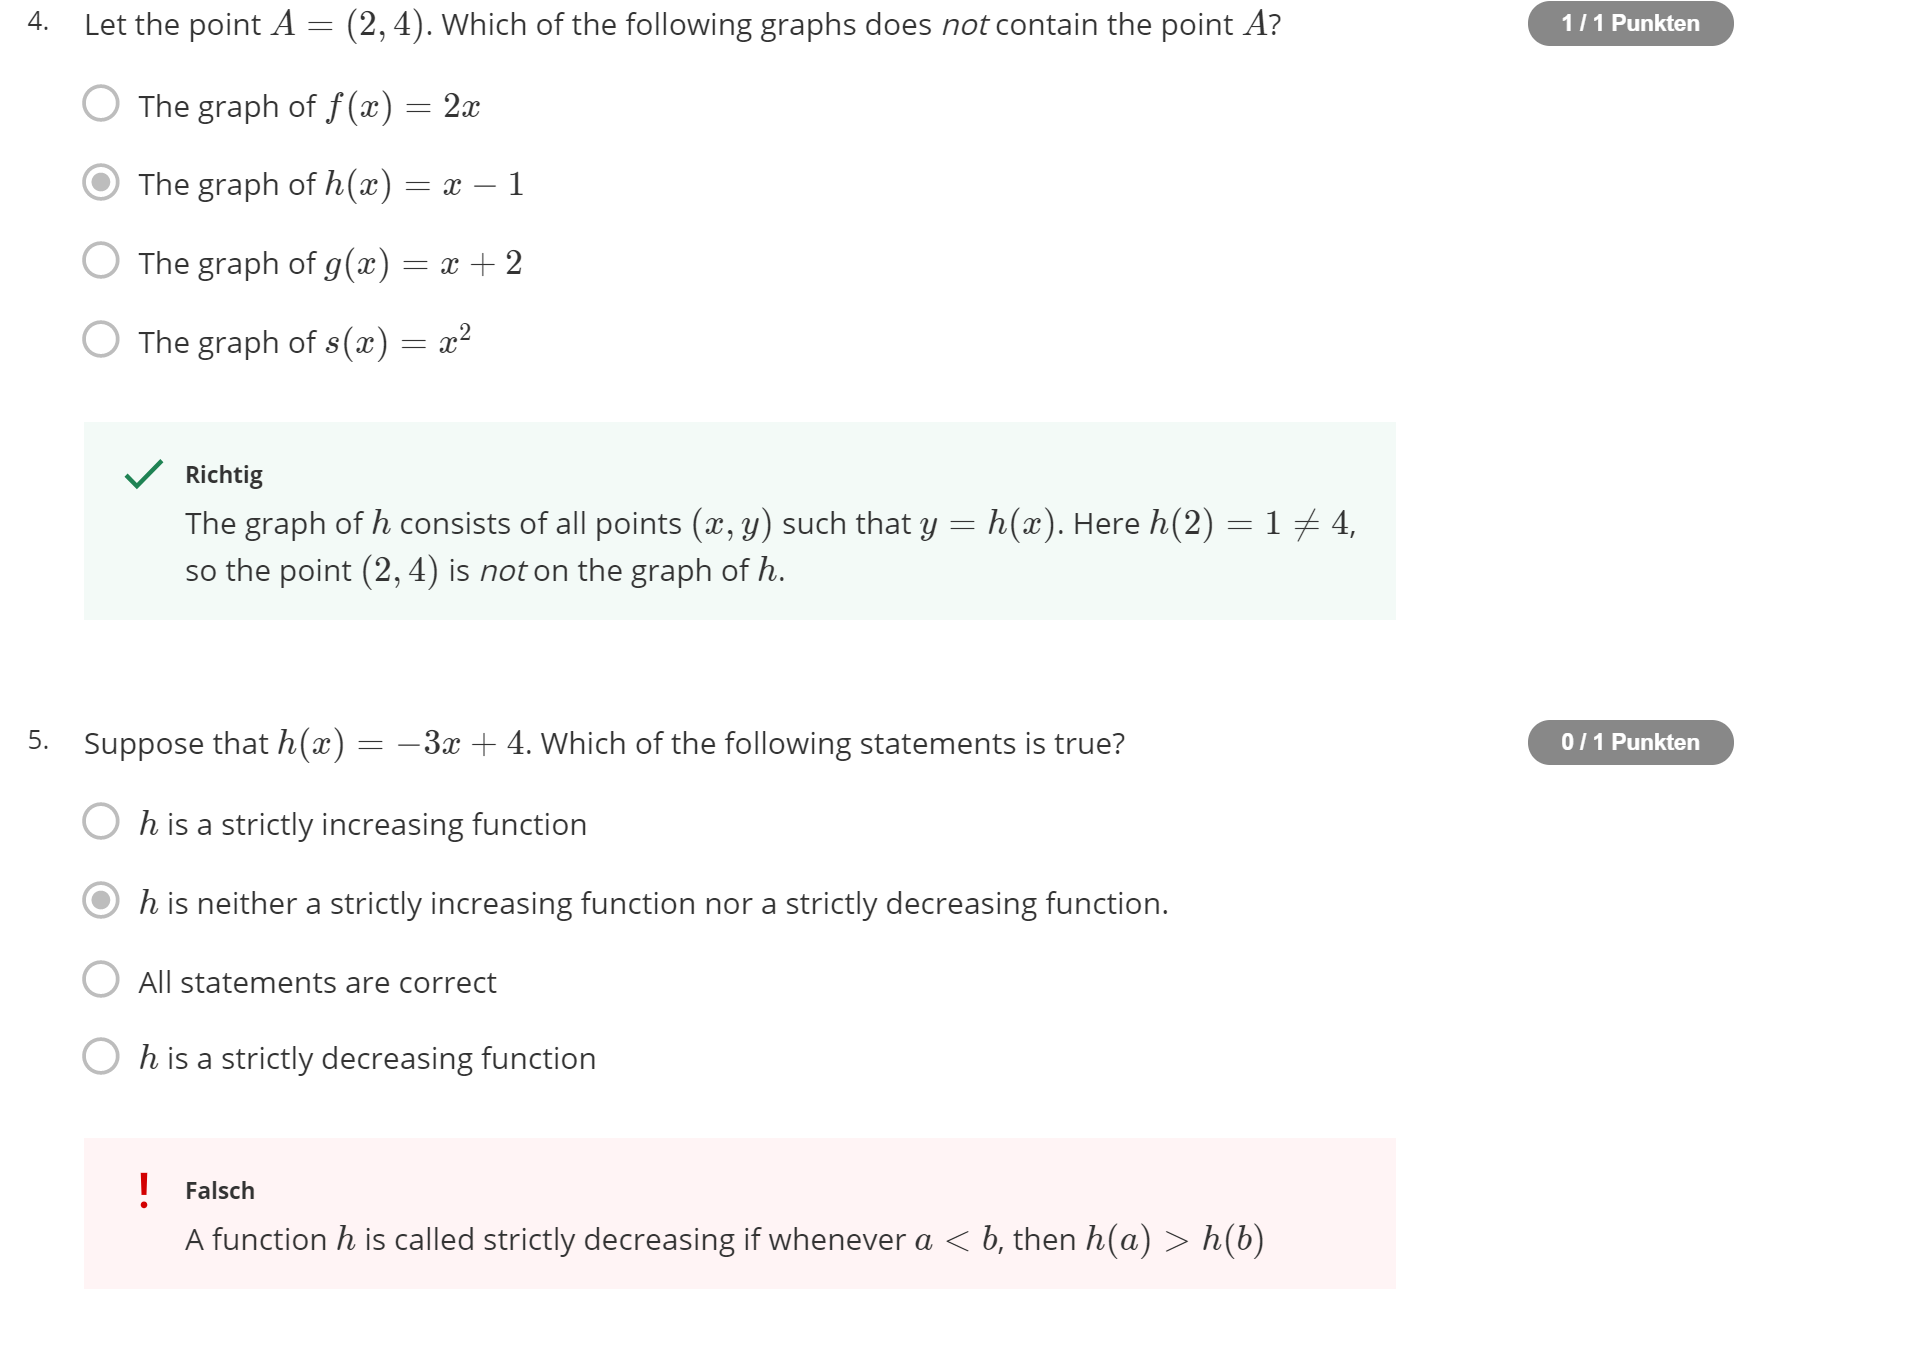 4. Let the point A = (2, 4). Which of the following graphs does not contain the point A? 1 / 1 Punkten
The graph of f(x) = 2x
The graph of h(x) = x − 1
The graph of g(x) = x + 2
The graph of s(x) = x²
Richtig
The graph of h consists of all points (x, y) such that y = h(x). Here h(2) = 1 ≠ 4,
so the point (2, 4) is not on the graph of h.
5. Suppose that h(x) = −3x + 4. Which of the following statements is true? 0 / 1 Punkten
h is a strictly increasing function
h is neither a strictly increasing function nor a strictly decreasing function.
All statements are correct
h is a strictly decreasing function
! Falsch
A function h is called strictly decreasing if whenever a < b, then h(a) > h(b)